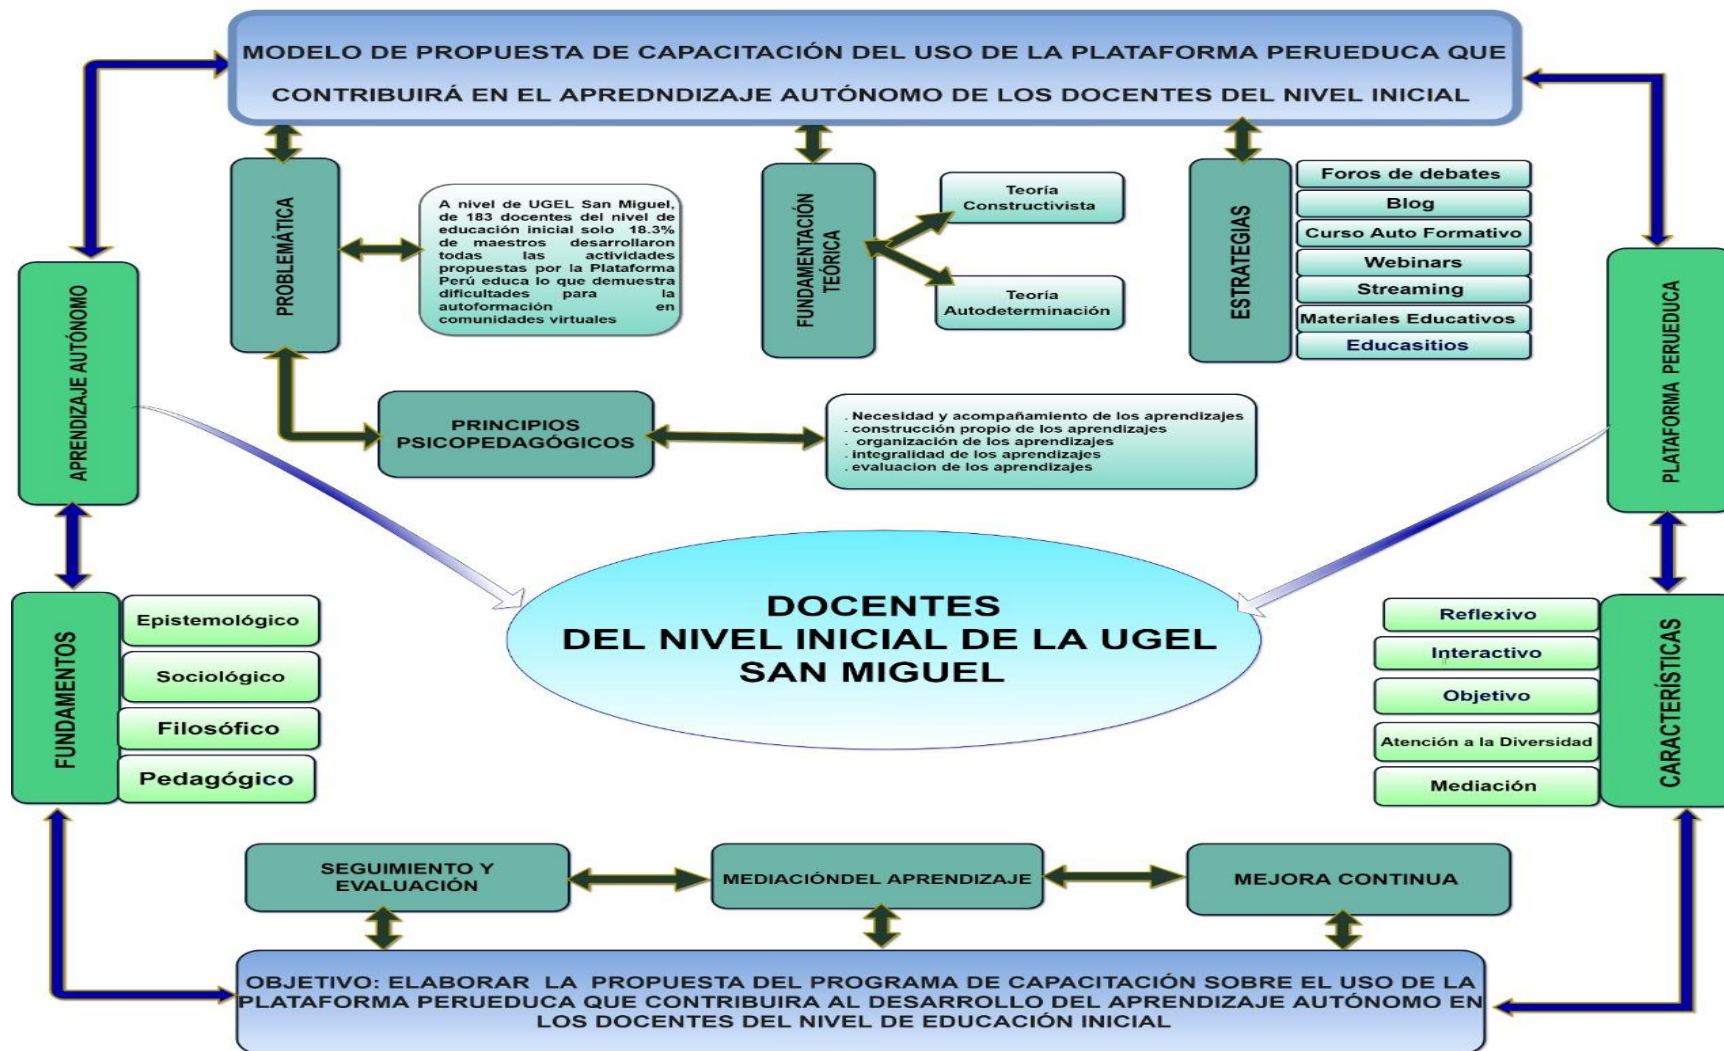 MODELO DE PROPUESTA DE CAPACITACIÓN DEL USO DE LA PLATAFORMA PERUEDUCA QUE
CONTRIBUIRÁ EN EL APREDNDIZAJE AUTÓNOMO DE LOS DOCENTES DEL NIVEL INICIAL
PROBLEMÁTICA
A nivel de UGEL San Miguel,
de 183 docentes del nivel de
educación inicial solo 18.3%
de maestros desarrollaron
todas las actividades
propuestas por la Plataforma
Perú educa lo que demuestra
dificultades para la
autoformación en
comunidades virtuales
FUNDAMENTACIÓN
TEÓRICA
Teoría
Constructivista
Teoría
Autodeterminación
ESTRATEGIAS
Foros de debates
Blog
Curso Auto Formativo
Webinars
Streaming
Materiales Educativos
Educasitios
APRENDIZAJE AUTÓNOMO
PLATAFORMA PERUEDUCA
PRINCIPIOS
PSICOPEDAGÓGICOS
. Necesidad y acompañamiento de los aprendizajes
. construcción propio de los aprendizajes
. organización de los aprendizajes
. integralidad de los aprendizajes
. evaluacion de los aprendizajes
DOCENTES
DEL NIVEL INICIAL DE LA UGEL
SAN MIGUEL
FUNDAMENTOS
Epistemológico
Sociológico
Filosófico
Pedagógico
Reflexivo
Interactivo
Objetivo
Atención a la Diversidad
Mediación
CARACTERÍSTICAS
SEGUIMIENTO Y
EVALUACIÓN
MEDIACIÓNDEL APRENDIZAJE
MEJORA CONTINUA
OBJETIVO: ELABORAR LA PROPUESTA DEL PROGRAMA DE CAPACITACIÓN SOBRE EL USO DE LA
PLATAFORMA PERUEDUCA QUE CONTRIBUIRA AL DESARROLLO DEL APRENDIZAJE AUTÓNOMO EN
LOS DOCENTES DEL NIVEL DE EDUCACIÓN INICIAL